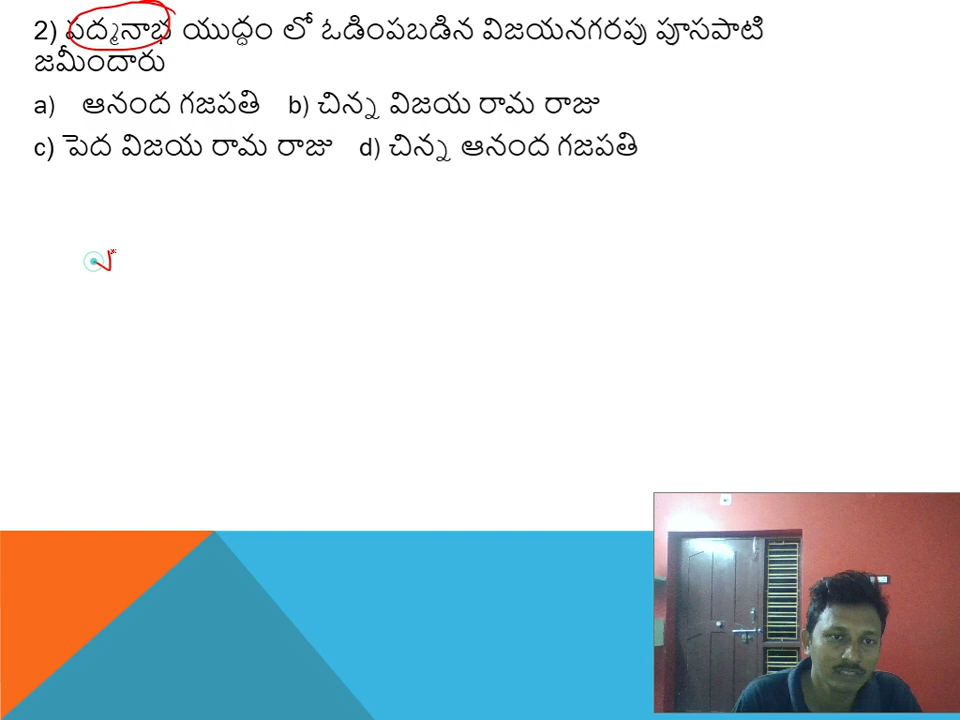 2) పద్మనాభ యుద్ధం లో ఓడింపబడిన విజయనగరపు పూసపాటి
జమీందారు
a) ఆనంద గజపతి b) చిన్న విజయ రామ రాజు
c) పెద విజయ రామ రాజు d) చిన్న ఆనంద గజపతి